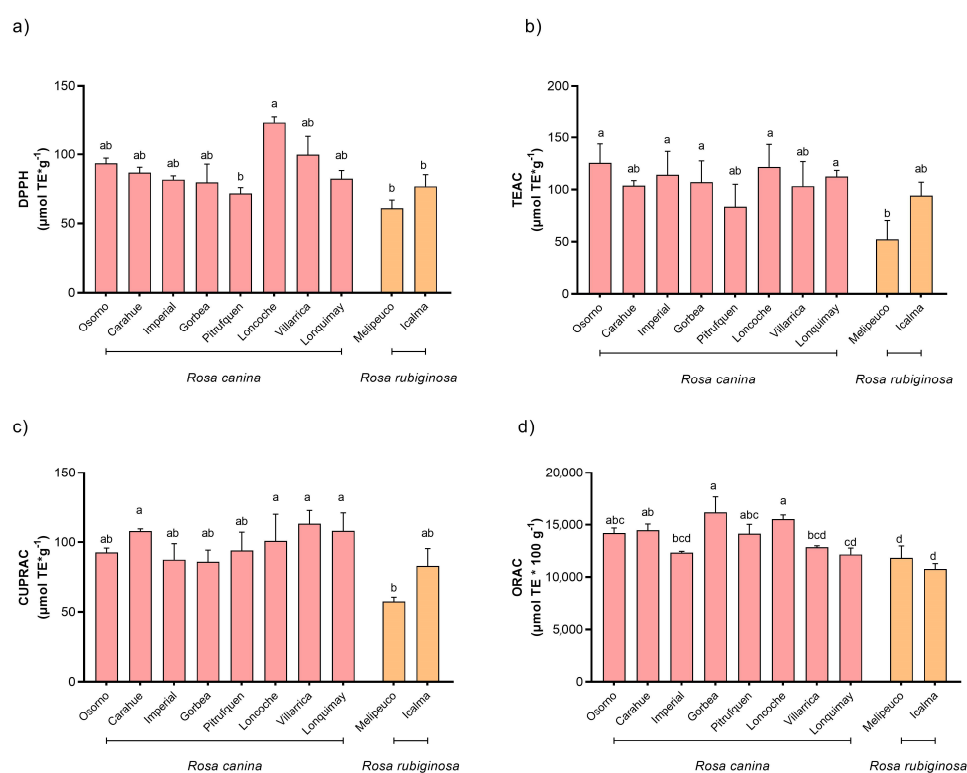 a)
150
100
50
0
DPPH
(µmol TE*g-1)
ab
ab
ab
ab
b
a
ab
ab
b
b
Osorno
Carahue
Imperial
Gorbea
Pitrufquen
Loncoche
Villarrica
Lonquimay
Melipeuco
Icalma
Rosa canina
Rosa rubiginosa
b)
200
150
100
50
0
TEAC
(µmol TE*g-1)
a
ab
a
a
ab
a
ab
a
b
ab
Osorno
Carahue
Imperial
Gorbea
Pitrufquen
Loncoche
Villarrica
Lonquimay
Melipeuco
Icalma
Rosa canina
Rosa rubiginosa
c)
150
100
50
0
CUPRAC
(µmol TE*g-1)
ab
a
ab
ab
ab
a
a
a
b
ab
Osorno
Carahue
Imperial
Gorbea
Pitrufquen
Loncoche
Villarrica
Lonquimay
Melipeuco
Icalma
Rosa canina
Rosa rubiginosa
d)
20,000
15,000
10,000
5,000
0
ORAC
(µmol TE * 100 g-1)
abc
ab
bcd
a
abc
a
bcd
cd
d
d
Osorno
Carahue
Imperial
Gorbea
Pitrufquen
Loncoche
Villarrica
Lonquimay
Melipeuco
Icalma
Rosa canina
Rosa rubiginosa